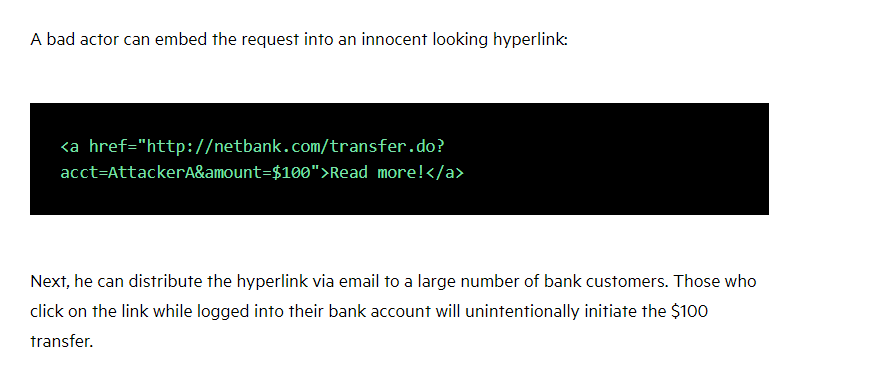 A bad actor can embed the request into an innocent looking hyperlink:
<a href="http://netbank.com/transfer.do?
acct=AttackerA&amount=$100">Read more!</a>
Next, he can distribute the hyperlink via email to a large number of bank customers. Those who
click on the link while logged into their bank account will unintentionally initiate the $100
transfer.